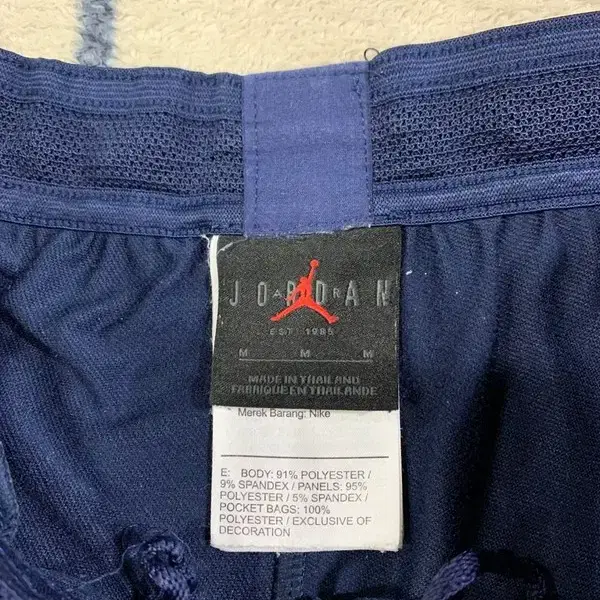 JORDAN
AIR
EST. 1985
M M M
MADE IN THAILAND
FABRIQUE EN THAILANDE
Merek Barang: Nike
E: BODY: 91% POLYESTER /
9% SPANDEX / PANELS: 95%
POLYESTER / 5% SPANDEX /
POCKET BAGS: 100%
POLYESTER / EXCLUSIVE OF
DECORATION